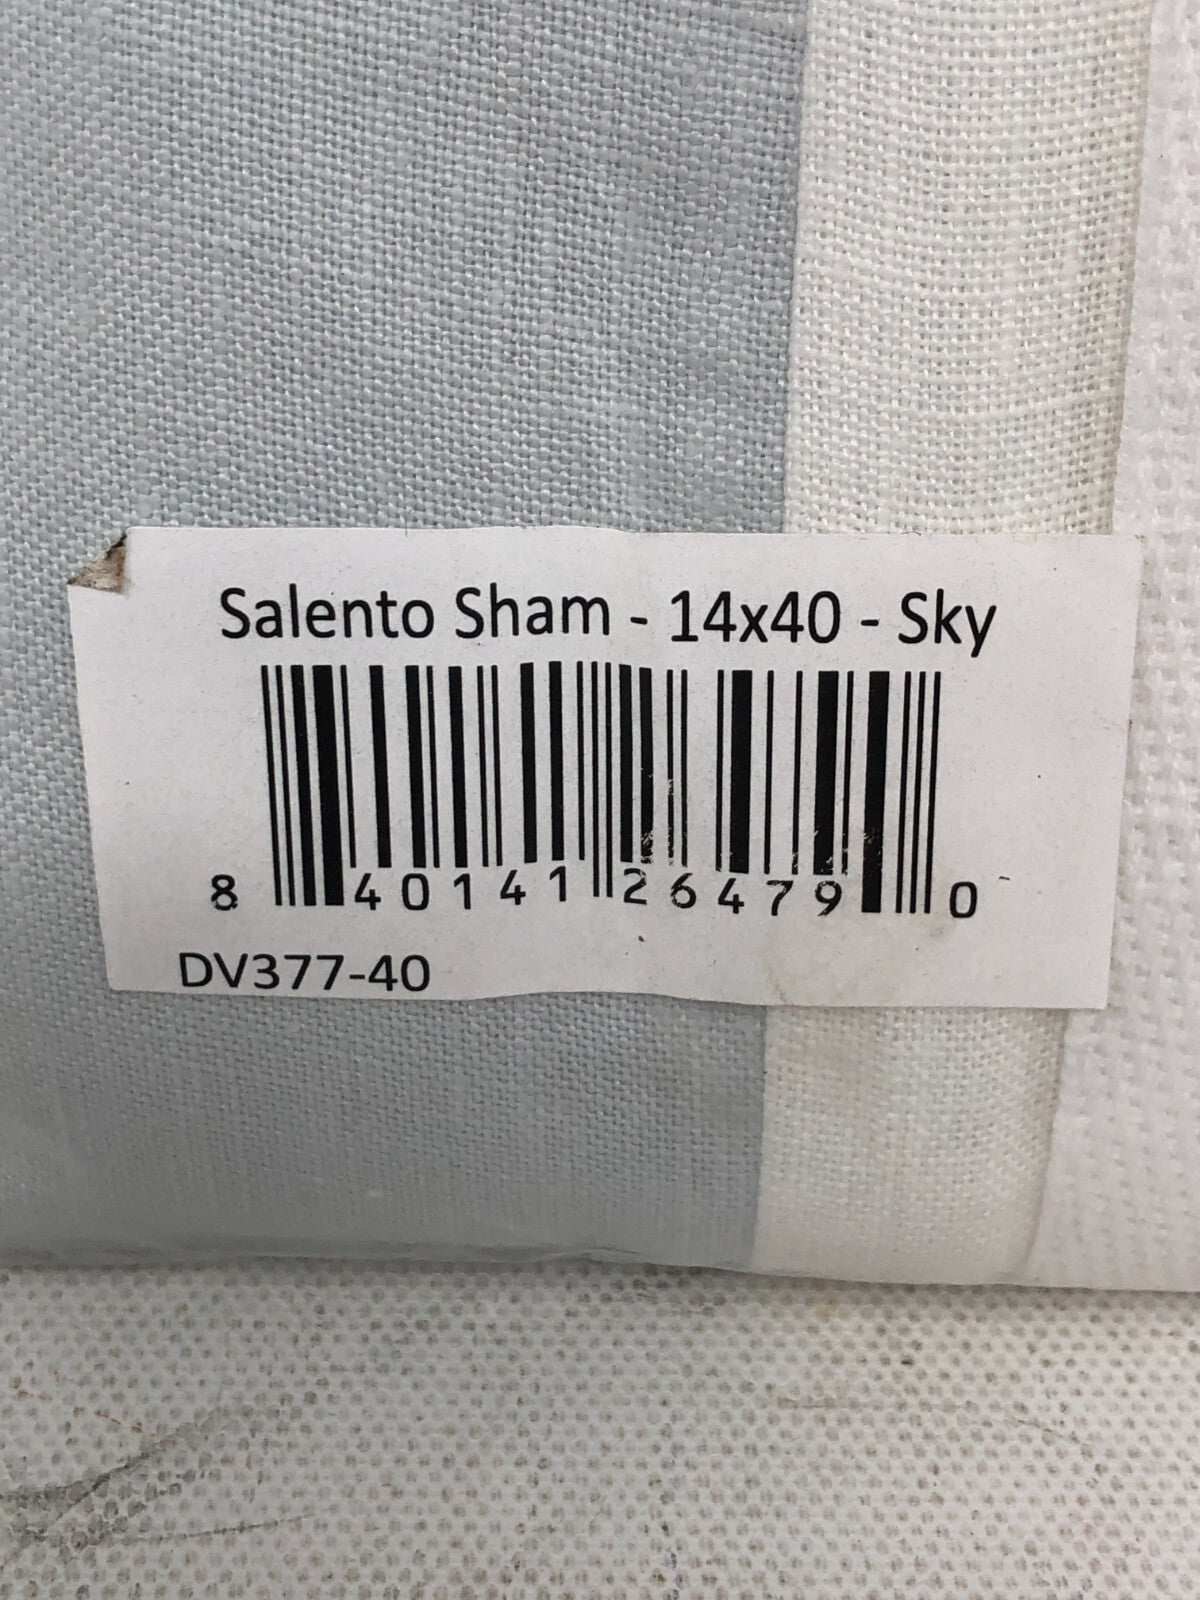 Salento Sham - 14x40 - Sky
8 40141 26479 0
DV377-40